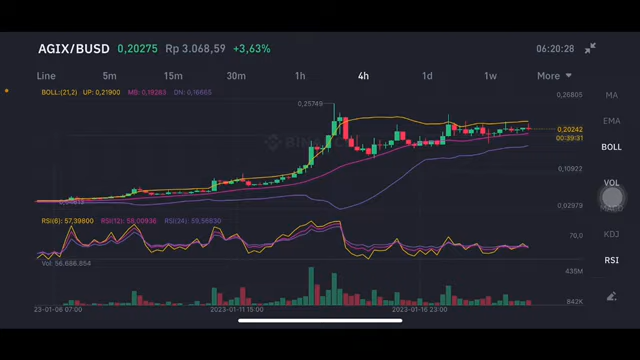 AGIX/BUSD 0,20275 Rp 3.068,59 +3,63% 06:20:28
Line 5m 15m 30m 1h 4h 1d 1w More
BOLL:(21,2) UP: 0,21900 MB: 0,19283 DN: 0,16665
0,26805
MA
0,25749
EMA
0,20242
00:39:31
BOLL
0,10922
VOL
0,02979
MACD
RSI(6): 57,39800 RSI(12): 58,00936 RSI(24): 59,56830
70,0
KDJ
Vol: 56.666.854
RSI
435M
842K
23-01-06 07:00 2023-01-11 15:00 2023-01-16 23:00